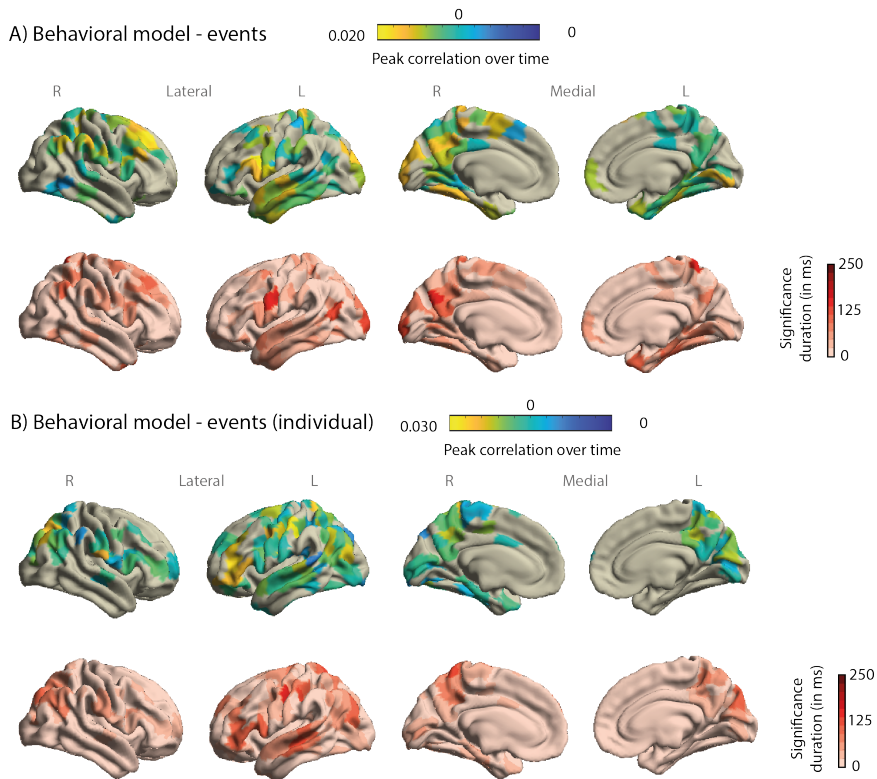 A) Behavioral model - events
0
0.020
0
Peak correlation over time
R
Lateral
L
R
Medial
L
Significance
duration (in ms)
250
125
0
B) Behavioral model - events (individual)
0
0.030
0
Peak correlation over time
R
Lateral
L
R
Medial
L
Significance
duration (in ms)
250
125
0